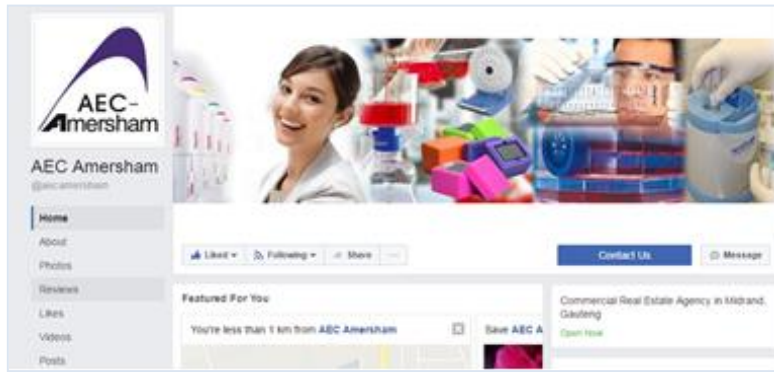 AEC-
Amersham
AEC Amersham
@aecamersham
Home
About
Photos
Reviews
Likes
Videos
Posts
Liked
Following
Share
Contact Us
Message
Featured For You
You're less than 1 km from AEC Amersham
Save AEC A
Commercial Real Estate Agency in Midrand,
Gauteng
Open Now